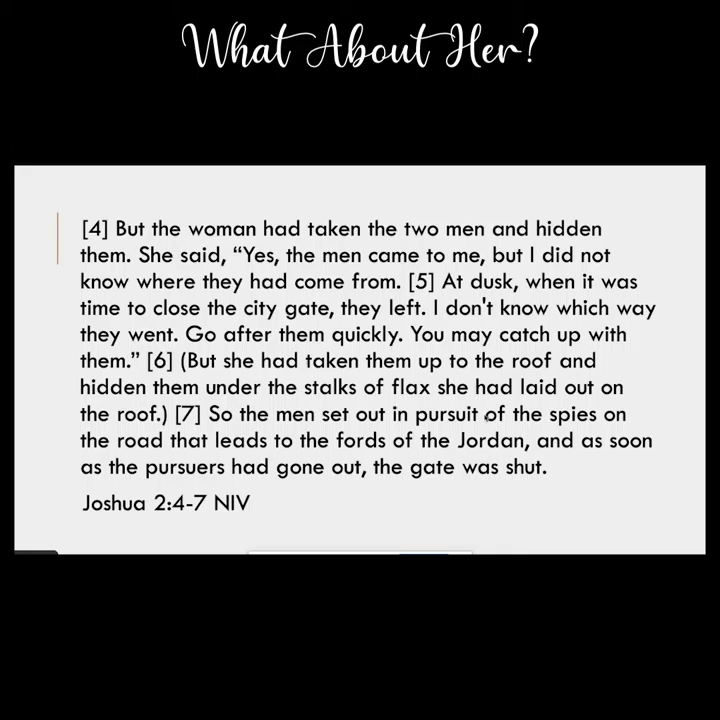 What About Her?
[4] But the woman had taken the two men and hidden
them. She said, “Yes, the men came to me, but I did not
know where they had come from. [5] At dusk, when it was
time to close the city gate, they left. I don't know which way
they went. Go after them quickly. You may catch up with
them.” [6] (But she had taken them up to the roof and
hidden them under the stalks of flax she had laid out on
the roof.) [7] So the men set out in pursuit of the spies on
the road that leads to the fords of the Jordan, and as soon
as the pursuers had gone out, the gate was shut.
Joshua 2:4-7 NIV